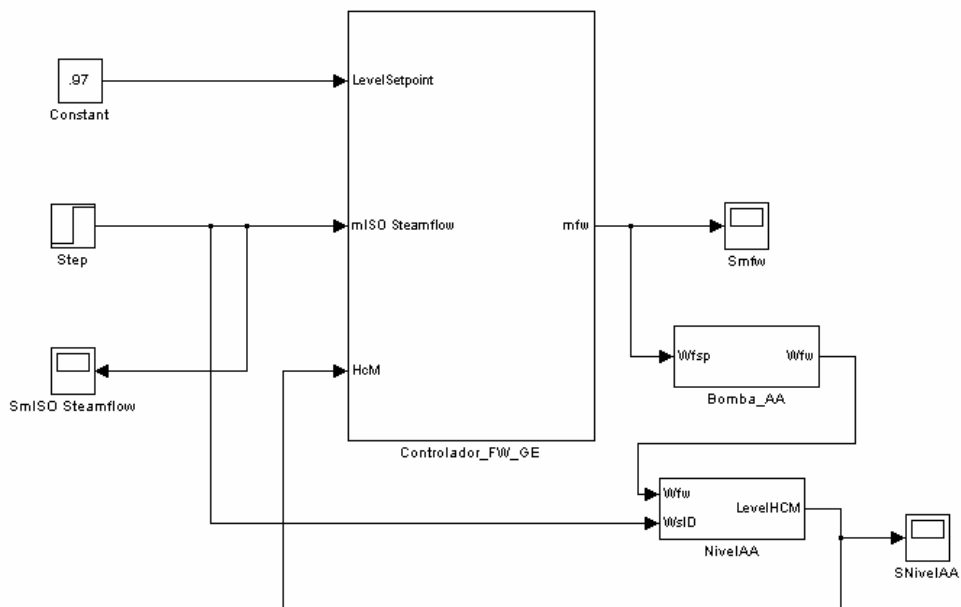 .97
Constant
LevelSetpoint
Step
mISO Steamflow
mfw
Smfw
SmISO Steamflow
HcM
Controlador_FW_GE
Wfsp
Wfw
Bomba_AA
Wfw
WsID
LevelHCM
NivelAA
SNivelAA